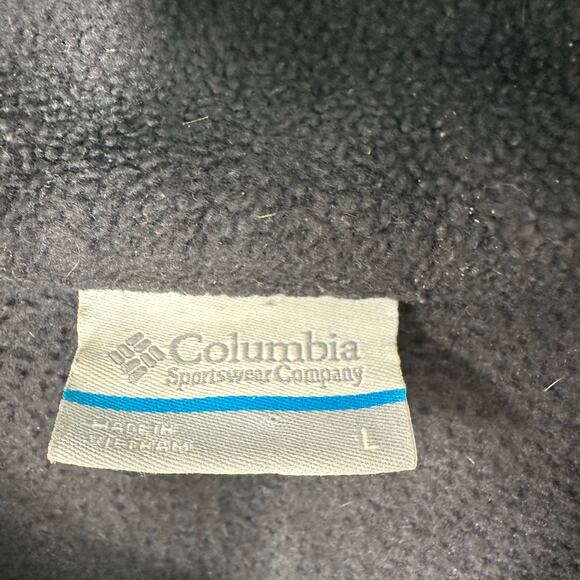 Columbia
Sportswear Company
MADE IN
VIETNAM
L